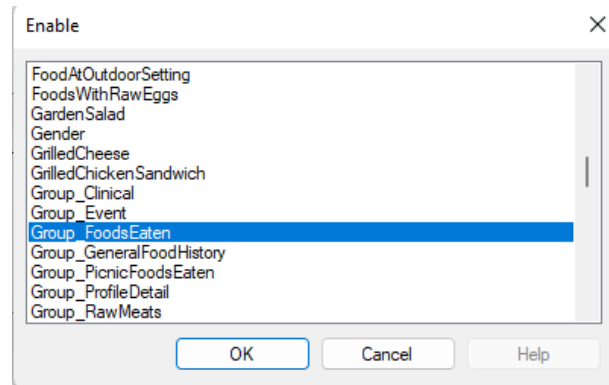 Enable
FoodAtOutdoorSetting
FoodsWithRawEggs
GardenSalad
Gender
GrilledCheese
GrilledChickenSandwich
Group_Clinical
Group_Event
Group_FoodsEaten
Group_GeneralFoodHistory
Group_PicnicFoodsEaten
Group_ProfileDetail
Group_RawMeats
OK Cancel Help